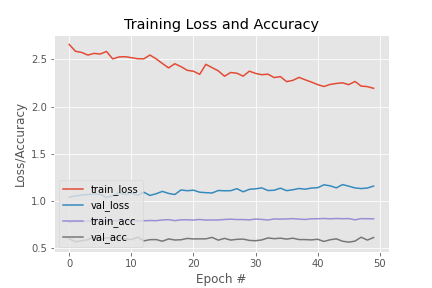 Training Loss and Accuracy
2.5
2.0
1.5
1.0
0.5
Loss/Accuracy
train_loss
val_loss
train_acc
val_acc
0 10 20 30 40 50
Epoch #